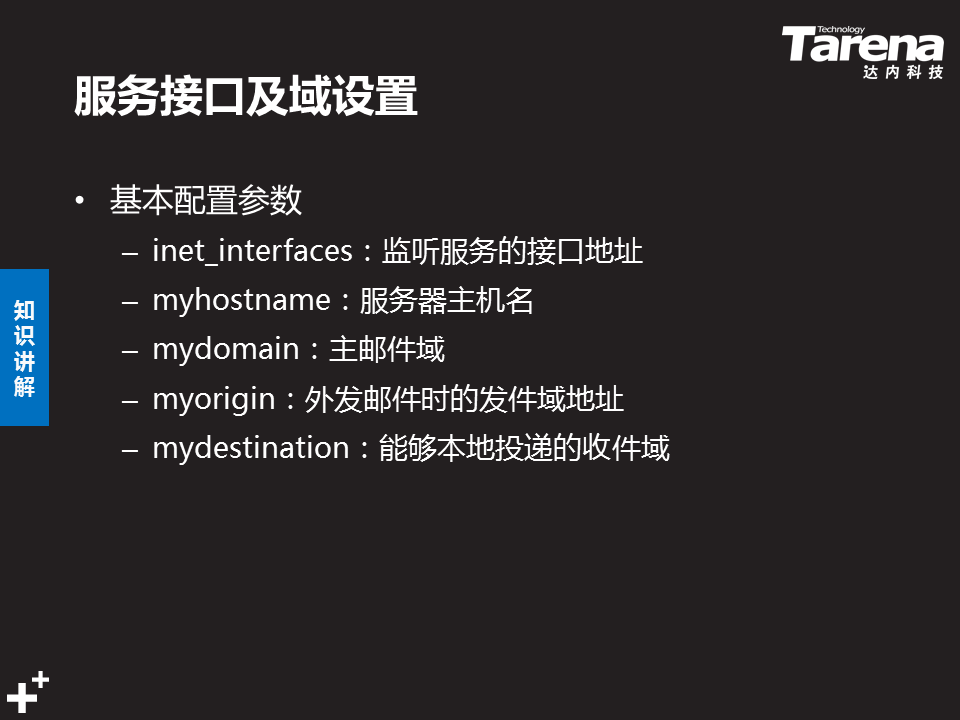 Technology
Tarena
达内科技
服务接口及域设置
• 基本配置参数
– inet_interfaces：监听服务的接口地址
– myhostname：服务器主机名
– mydomain：主邮件域
– myorigin：外发邮件时的发件域地址
– mydestination：能够本地投递的收件域
知识讲解